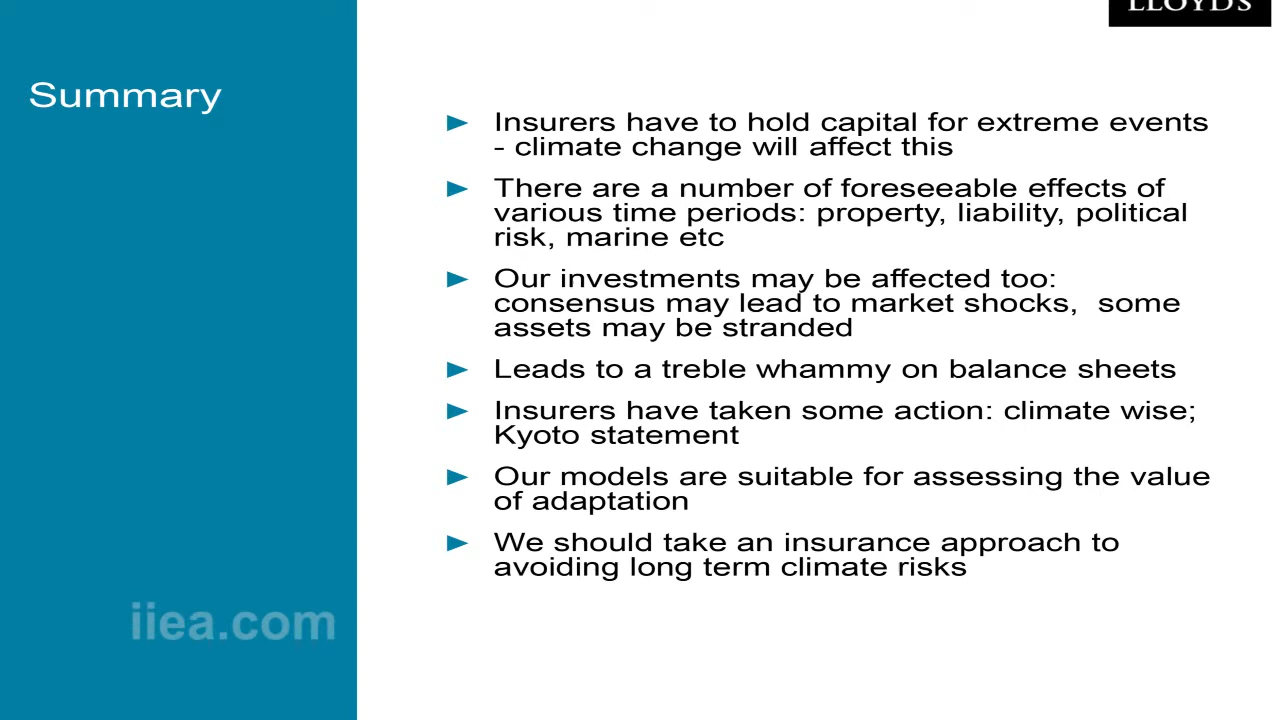 LLOYD'S
Summary
► Insurers have to hold capital for extreme events
- climate change will affect this
► There are a number of foreseeable effects of
various time periods: property, liability, political
risk, marine etc
► Our investments may be affected too:
consensus may lead to market shocks,  some
assets may be stranded
► Leads to a treble whammy on balance sheets
► Insurers have taken some action: climate wise;
Kyoto statement
► Our models are suitable for assessing the value
of adaptation
► We should take an insurance approach to
avoiding long term climate risks
iiea.com